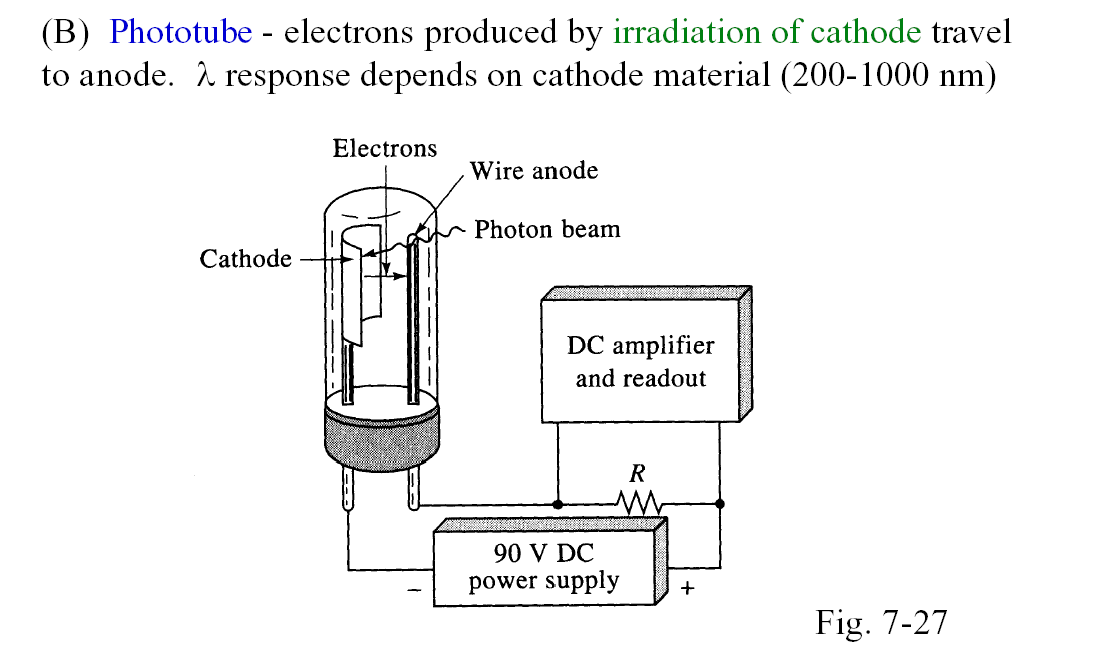 (B) Phototube - electrons produced by irradiation of cathode travel
to anode. λ response depends on cathode material (200-1000 nm)
Electrons
Wire anode
Photon beam
Cathode
DC amplifier
and readout
R
90 V DC
power supply
−
+
Fig. 7-27